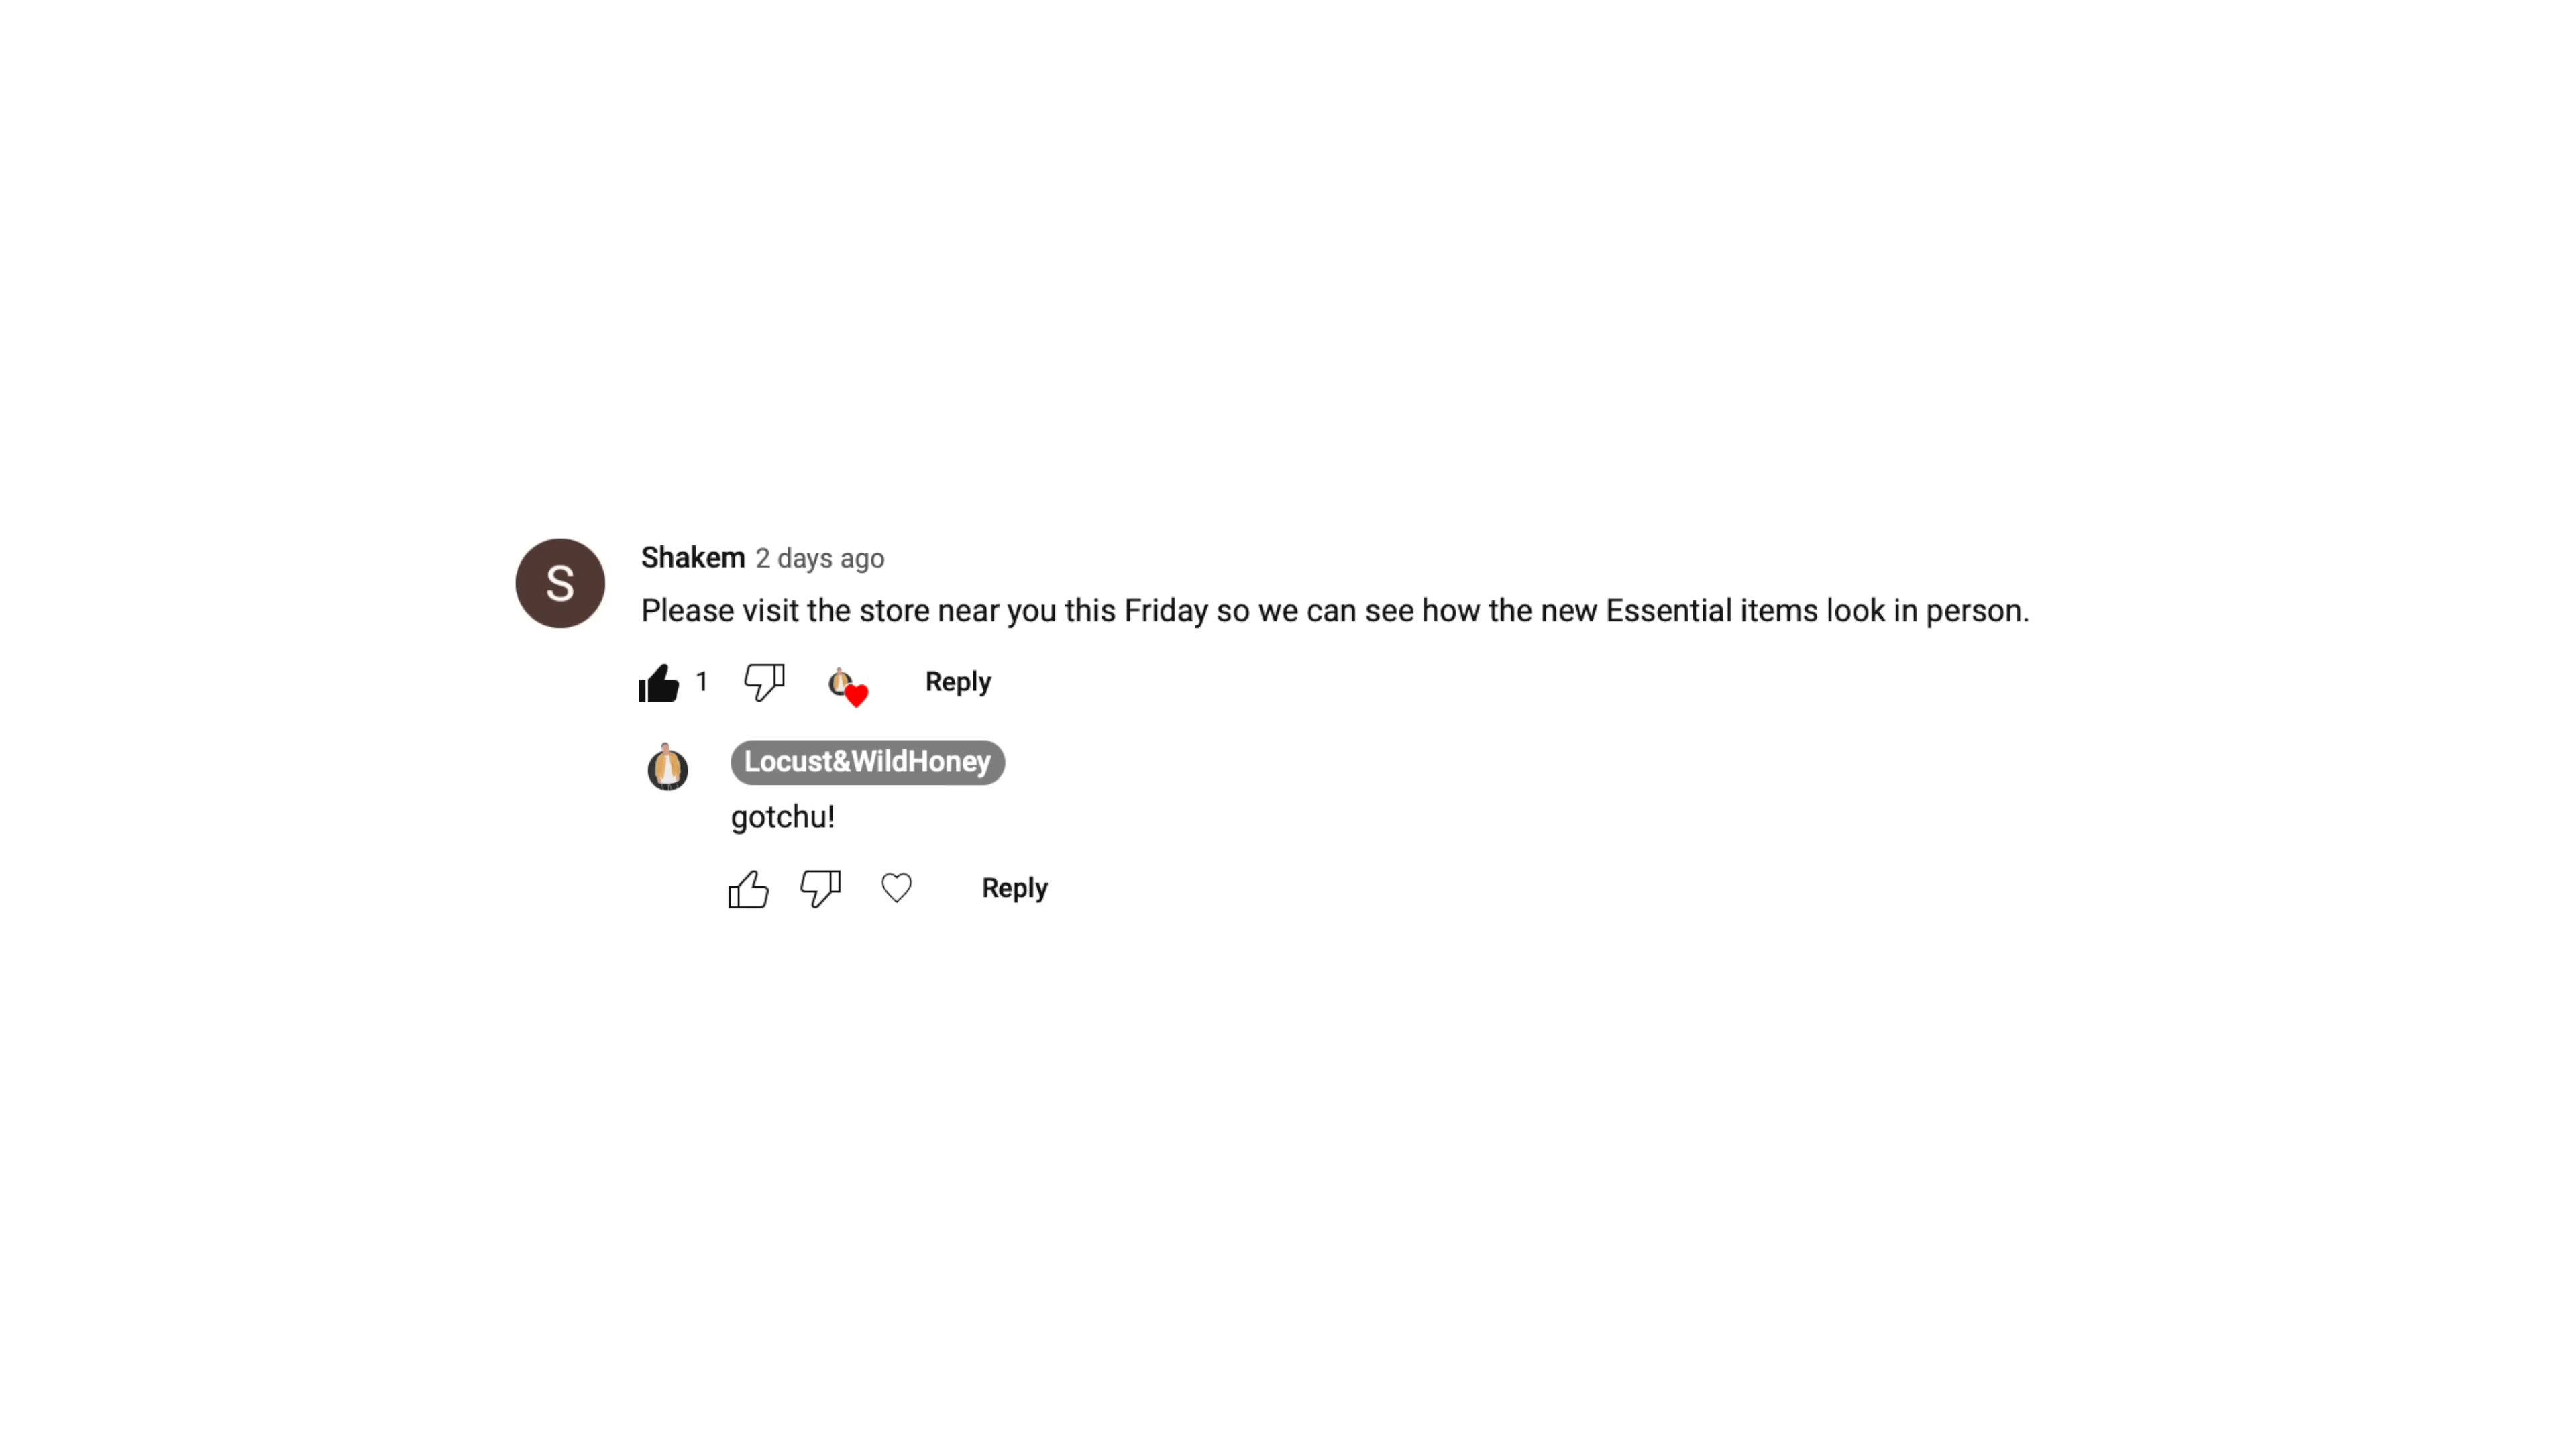 S
Shakem 2 days ago
Please visit the store near you this Friday so we can see how the new Essential items look in person.
1 Reply
Locust&WildHoney
gotchu!
Reply